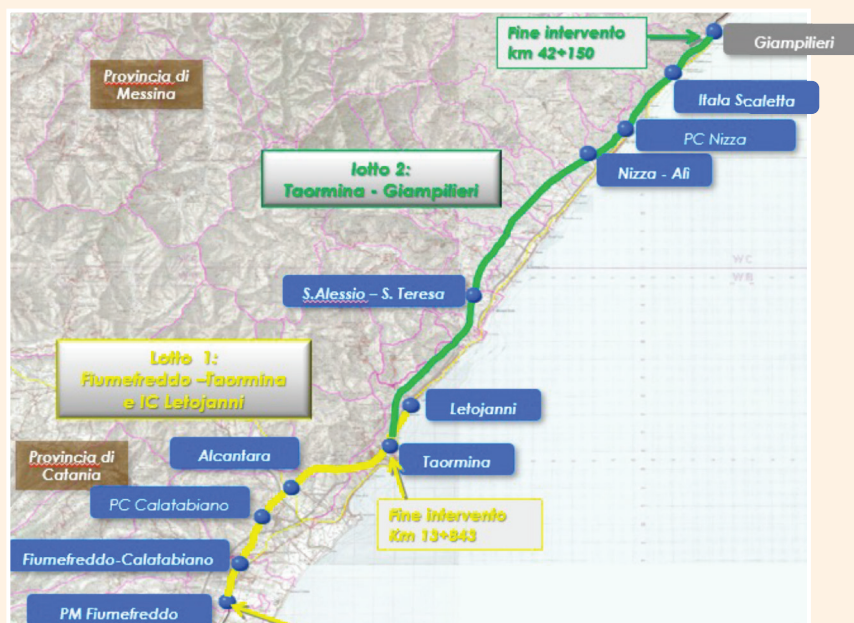 Fine intervento
km 42+150
Giampilieri
Provincia di
Messina
Itala Scaletta
PC Nizza
lotto 2:
Taormina - Giampilieri
Nizza - Alì
WC
WB
S.Alessio – S. Teresa
Lotto 1:
Fiumefreddo –Taormina
e IC Letojanni
Letojanni
Alcantara
Taormina
Provincia di
Catania
PC Calatabiano
Fine intervento
Km 13+843
Fiumefreddo-Calatabiano
PM Fiumefreddo